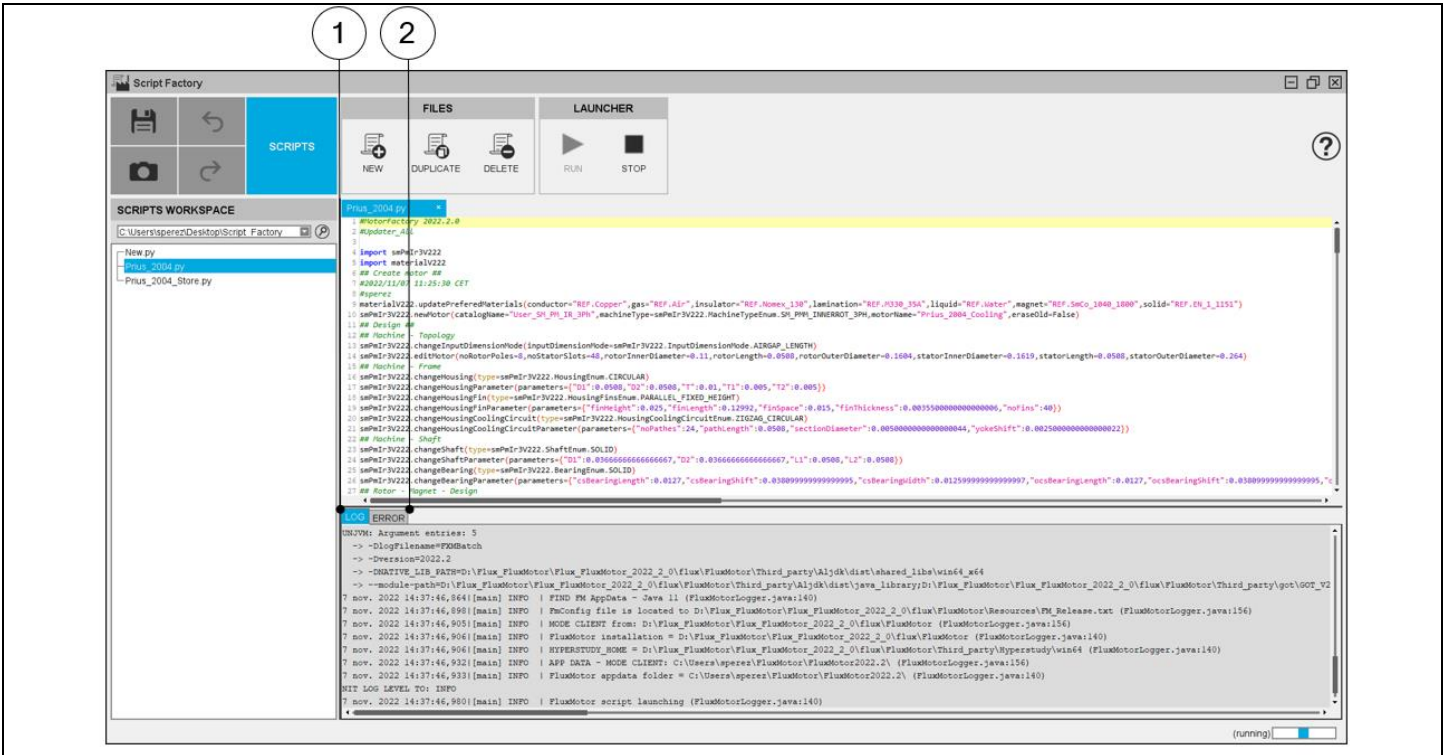 1 2
Script Factory
SCRIPTS
FILES
LAUNCHER
NEW DUPLICATE DELETE
RUN STOP
?
SCRIPTS WORKSPACE
C:\Users\sperez\Desktop\Script_Factory
New.py
Prius_2004.py
Prius_2004_Store.py
Prius_2004.py ×
1 #MotorFactory 2022.2.0
2 #Updater_All
3
4 import smPmIr3V222
5 import materialV222
6 ## Create motor ##
7 #2022/11/07 11:25:30 CET
8 #sperez
9 materialV222.updatePreferedMaterials(conductor="REF.Copper",gas="REF.Air",insulator="REF.Nomex_130",lamination="REF.M330_35A",liquid="REF.Water",magnet="REF.SmCo_1040_1800",solid="REF.EN_1_1151")
10 smPmIr3V222.newMotor(catalogName="User_SM_PM_IR_3Ph",machineType=smPmIr3V222.MachineTypeEnum.SM_PMM_INNERROT_3PH,motorName="Prius_2004_Cooling",eraseOld=False)
11 ## Design ##
12 ## Machine - Topology
13 smPmIr3V222.changeInputDimensionMode(inputDimensionMode=smPmIr3V222.InputDimensionMode.AIRGAP_LENGTH)
14 smPmIr3V222.editMotor(noRotorPoles=8,noStatorSlots=48,rotorInnerDiameter=0.11,rotorLength=0.0508,rotorOuterDiameter=0.1604,statorInnerDiameter=0.1619,statorLength=0.0508,statorOuterDiameter=0.264)
15 ## Machine - Frame
16 smPmIr3V222.changeHousing(type=smPmIr3V222.HousingEnum.CIRCULAR)
17 smPmIr3V222.changeHousingParameter(parameters={"D1":0.0508,"D2":0.0508,"T":0.01,"T1":0.005,"T2":0.005})
18 smPmIr3V222.changeHousingFin(type=smPmIr3V222.HousingFinsEnum.PARALLEL_FIXED_HEIGHT)
19 smPmIr3V222.changeHousingFinParameter(parameters={"finHeight":0.025,"finLength":0.12992,"finSpace":0.015,"finThickness":0.0035500000000000006,"noFins":40})
20 smPmIr3V222.changeHousingCoolingCircuit(type=smPmIr3V222.HousingCoolingCircuitEnum.ZIGZAG_CIRCULAR)
21 smPmIr3V222.changeHousingCoolingCircuitParameter(parameters={"noPathes":24,"pathLength":0.0508,"sectionDiameter":0.005000000000000044,"yokeShift":0.0025000000000000022})
22 ## Machine - Shaft
23 smPmIr3V222.changeShaft(type=smPmIr3V222.ShaftEnum.SOLID)
24 smPmIr3V222.changeShaftParameter(parameters={"D1":0.03666666666666667,"D2":0.03666666666666667,"L1":0.0508,"L2":0.0508})
25 smPmIr3V222.changeBearing(type=smPmIr3V222.BearingEnum.SOLID)
26 smPmIr3V222.changeBearingParameter(parameters={"csBearingLength":0.0127,"csBearingShift":0.038099999999999995,"csBearingWidth":0.012599999999999997,"ocsBearingLength":0.0127,"ocsBearingShift":0.038099999999999995,"c
27 ## Rotor - Magnet - Design
LOG ERROR
UNJVM: Argument entries: 5
-> -DlogFilename=FXMBatch
-> -Dversion=2022.2
-> -DNATIVE_LIB_PATH=D:\Flux_FluxMotor\Flux_FluxMotor_2022_2_0\flux\FluxMotor\Third_party\Aljdk\dist\shared_libs\win64_x64
-> --module-path=D:\Flux_FluxMotor\Flux_FluxMotor_2022_2_0\flux\FluxMotor\Third_party\Aljdk\dist\java_library;D:\Flux_FluxMotor\Flux_FluxMotor_2022_2_0\flux\FluxMotor\Third_party\got\GOT_V2
7 nov. 2022 14:37:46,864|[main] INFO | FIND FM AppData - Java 11 (FluxMotorLogger.java:140)
7 nov. 2022 14:37:46,898|[main] INFO | FmConfig file is located to D:\Flux_FluxMotor\Flux_FluxMotor_2022_2_0\flux\FluxMotor\Resources\FM_Release.txt (FluxMotorLogger.java:156)
7 nov. 2022 14:37:46,905|[main] INFO | MODE CLIENT from: D:\Flux_FluxMotor\Flux_FluxMotor_2022_2_0\flux\FluxMotor (FluxMotorLogger.java:156)
7 nov. 2022 14:37:46,906|[main] INFO | FluxMotor installation = D:\Flux_FluxMotor\Flux_FluxMotor_2022_2_0\flux\FluxMotor (FluxMotorLogger.java:140)
7 nov. 2022 14:37:46,906|[main] INFO | HYPERSTUDY_HOME = D:\Flux_FluxMotor\Flux_FluxMotor_2022_2_0\flux\FluxMotor\Third_party\Hyperstudy\win64 (FluxMotorLogger.java:140)
7 nov. 2022 14:37:46,932|[main] INFO | APP DATA - MODE CLIENT: C:\Users\sperez\FluxMotor\FluxMotor2022.2\ (FluxMotorLogger.java:156)
7 nov. 2022 14:37:46,933|[main] INFO | FluxMotor appdata folder = C:\Users\sperez\FluxMotor\FluxMotor2022.2\ (FluxMotorLogger.java:140)
NIT LOG LEVEL TO: INFO
7 nov. 2022 14:37:46,980|[main] INFO | FluxMotor script launching (FluxMotorLogger.java:140)
(running)